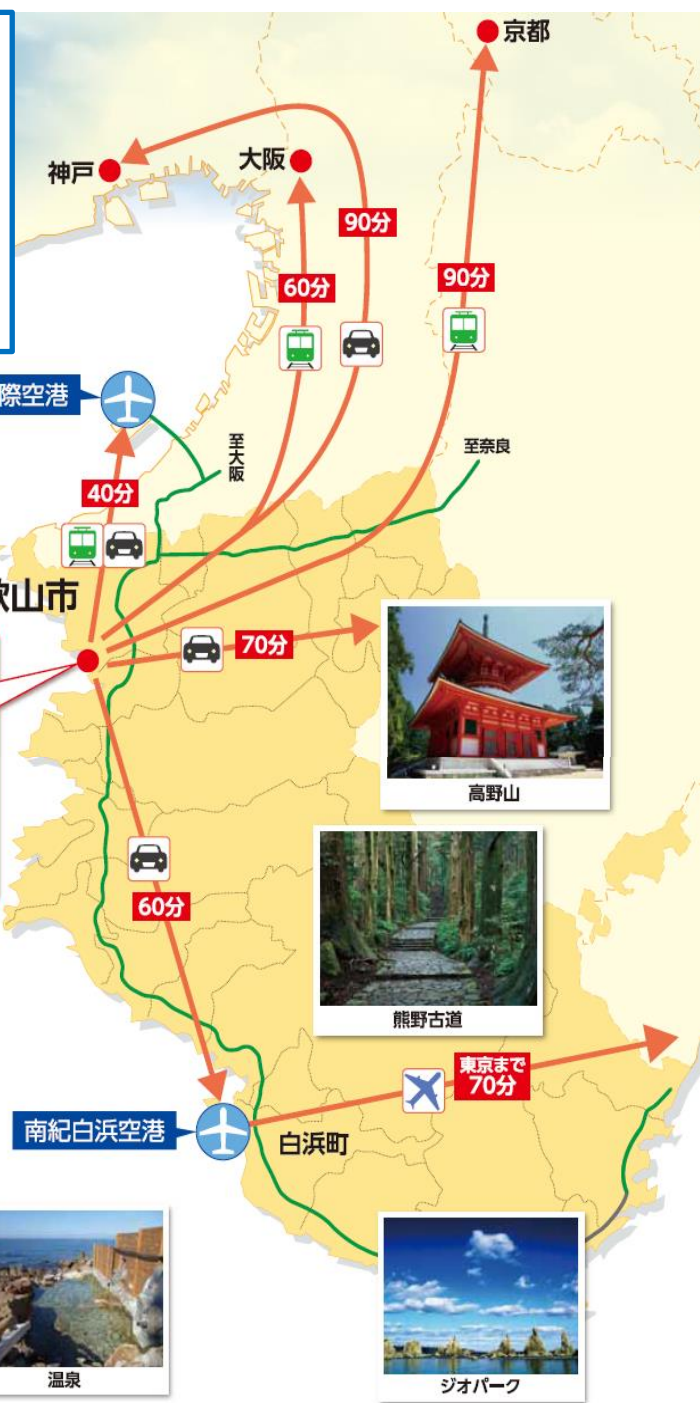 京都
神戸
大阪
90分
60分
90分
際空港
至大阪
至奈良
40分
歌山市
70分
高野山
60分
熊野古道
東京まで
70分
南紀白浜空港
白浜町
温泉
ジオパーク